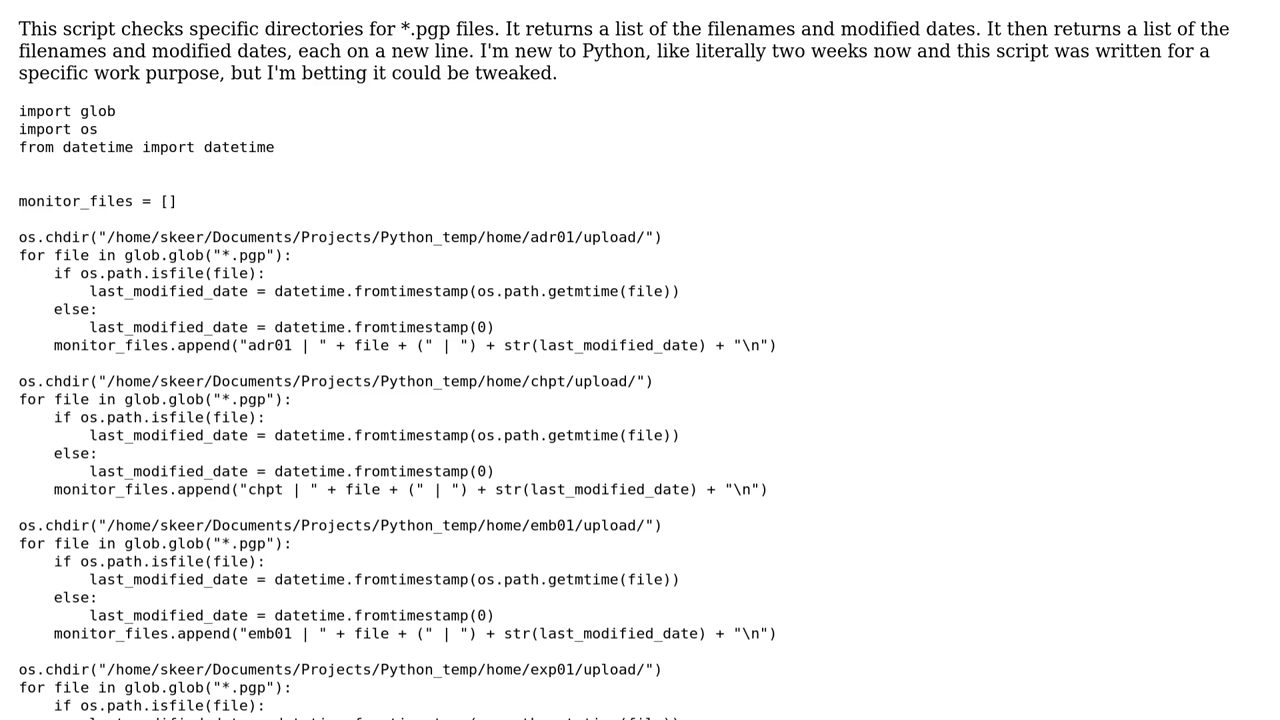 This script checks specific directories for *.pgp files. It returns a list of the filenames and modified dates. It then returns a list of the
filenames and modified dates, each on a new line. I'm new to Python, like literally two weeks now and this script was written for a
specific work purpose, but I'm betting it could be tweaked.
import glob
import os
from datetime import datetime
monitor_files = []
os.chdir("/home/skeer/Documents/Projects/Python_temp/home/adr01/upload/")
for file in glob.glob("*.pgp"):
    if os.path.isfile(file):
        last_modified_date = datetime.fromtimestamp(os.path.getmtime(file))
    else:
        last_modified_date = datetime.fromtimestamp(0)
    monitor_files.append("adr01 | " + file + (" | ") + str(last_modified_date) + "\n")
os.chdir("/home/skeer/Documents/Projects/Python_temp/home/chpt/upload/")
for file in glob.glob("*.pgp"):
    if os.path.isfile(file):
        last_modified_date = datetime.fromtimestamp(os.path.getmtime(file))
    else:
        last_modified_date = datetime.fromtimestamp(0)
    monitor_files.append("chpt | " + file + (" | ") + str(last_modified_date) + "\n")
os.chdir("/home/skeer/Documents/Projects/Python_temp/home/emb01/upload/")
for file in glob.glob("*.pgp"):
    if os.path.isfile(file):
        last_modified_date = datetime.fromtimestamp(os.path.getmtime(file))
    else:
        last_modified_date = datetime.fromtimestamp(0)
    monitor_files.append("emb01 | " + file + (" | ") + str(last_modified_date) + "\n")
os.chdir("/home/skeer/Documents/Projects/Python_temp/home/exp01/upload/")
for file in glob.glob("*.pgp"):
    if os.path.isfile(file):